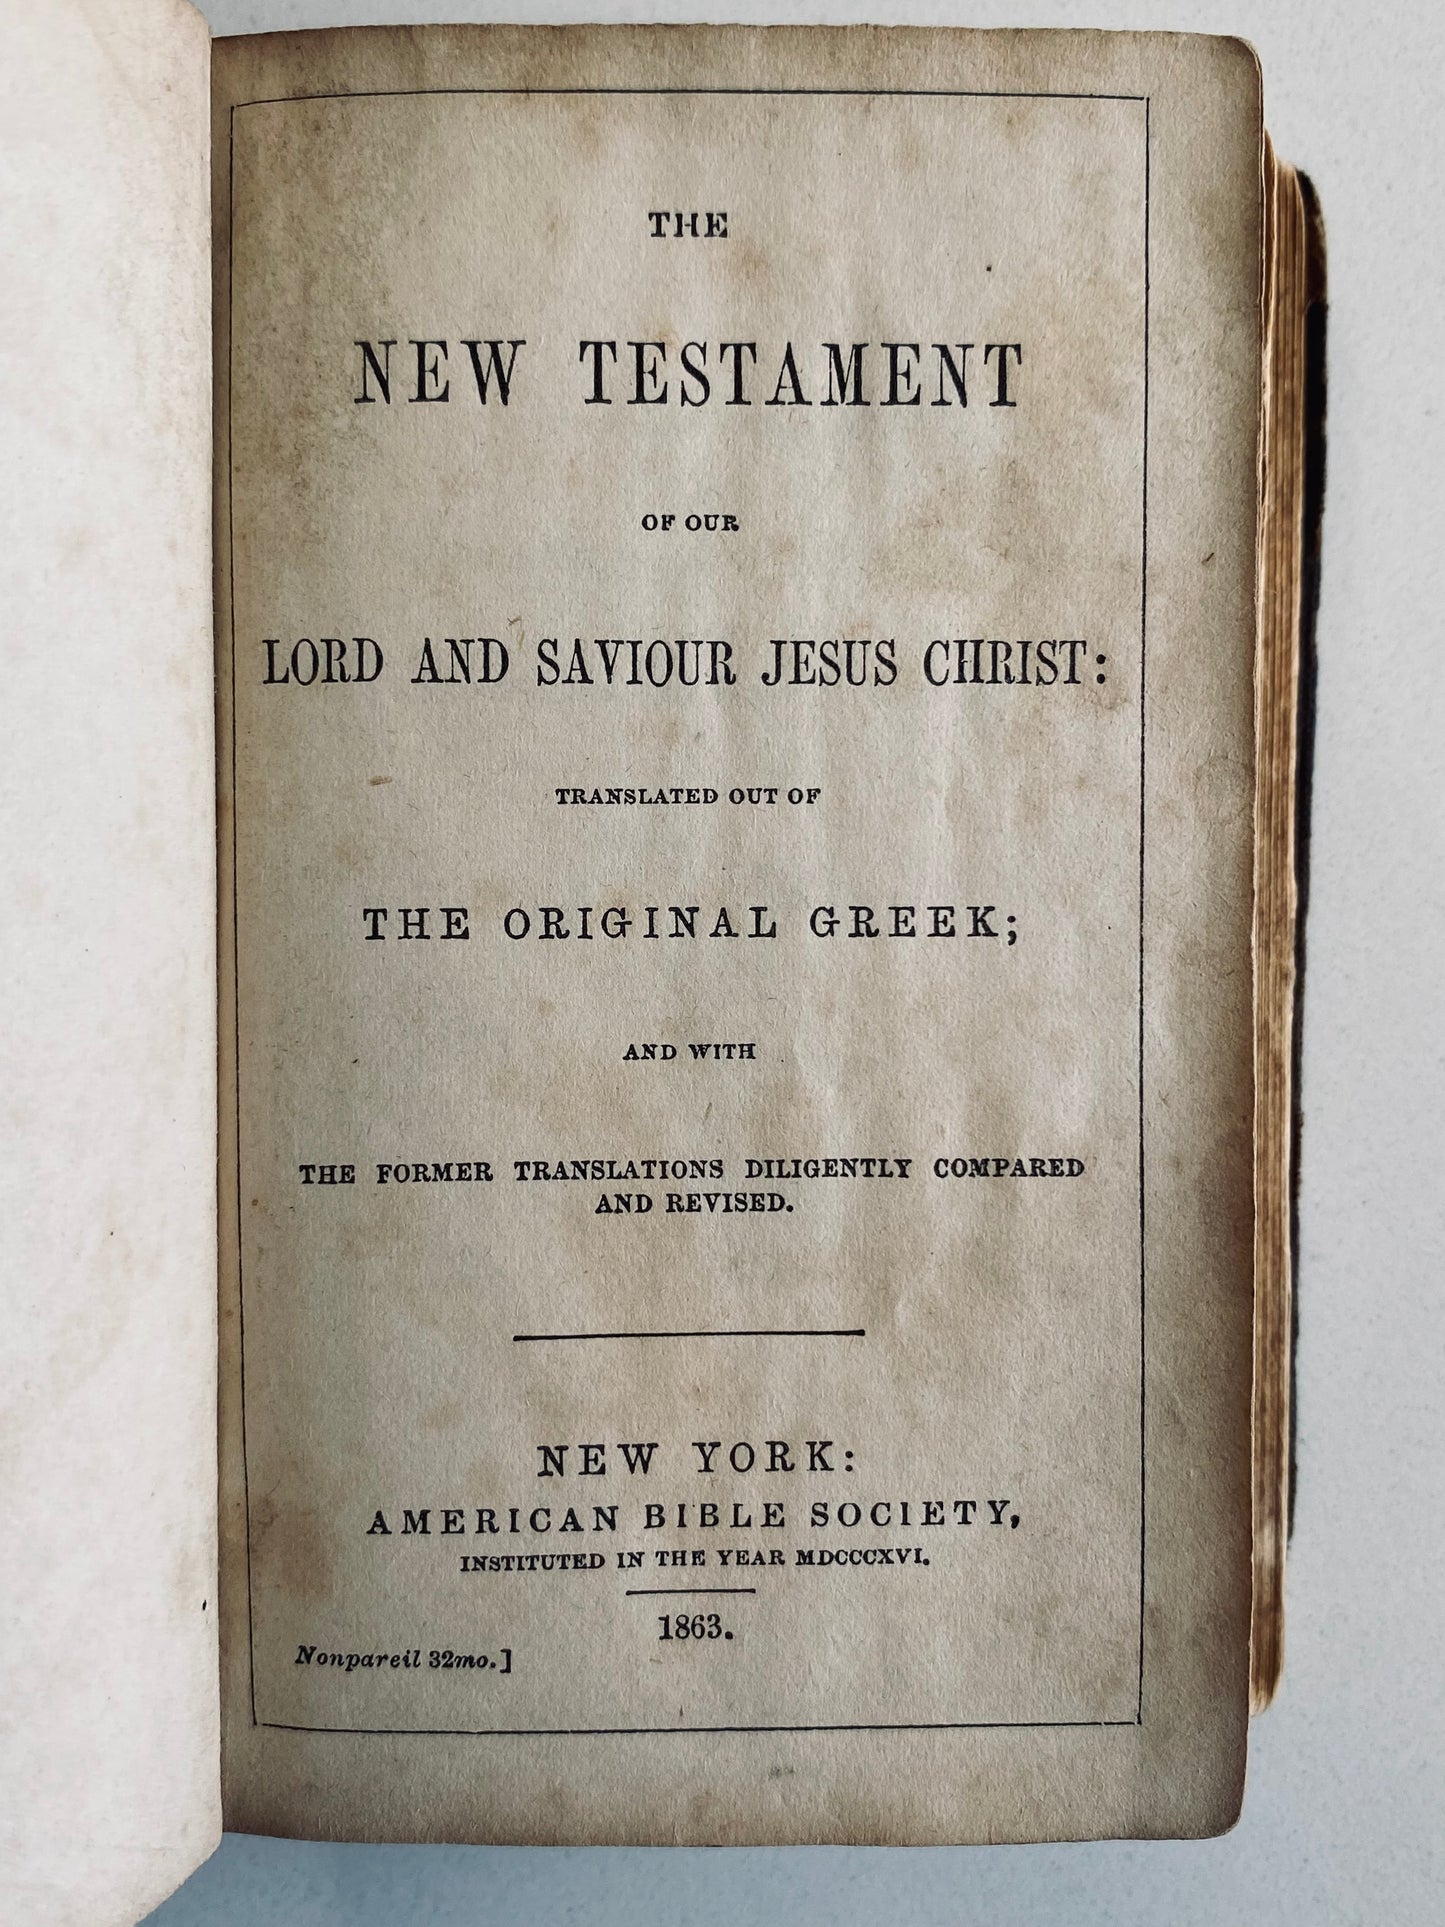 THE
NEW TESTAMENT
OF OUR
LORD AND SAVIOUR JESUS CHRIST:
TRANSLATED OUT OF
THE ORIGINAL GREEK;
AND WITH
THE FORMER TRANSLATIONS DILIGENTLY COMPARED
AND REVISED.
NEW YORK:
AMERICAN BIBLE SOCIETY,
INSTITUTED IN THE YEAR MDCCCXVI.
1863.
Nonpareil 32mo.]